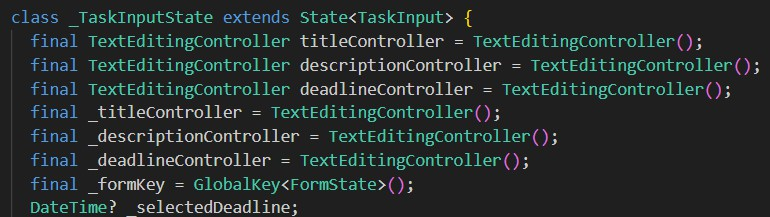 class _TaskInputState extends State<TaskInput> {
final TextEditingController titleController = TextEditingController();
final TextEditingController descriptionController = TextEditingController();
final TextEditingController deadlineController = TextEditingController();
final _titleController = TextEditingController();
final _descriptionController = TextEditingController();
final _deadlineController = TextEditingController();
final _formKey = GlobalKey<FormState>();
DateTime? _selectedDeadline;